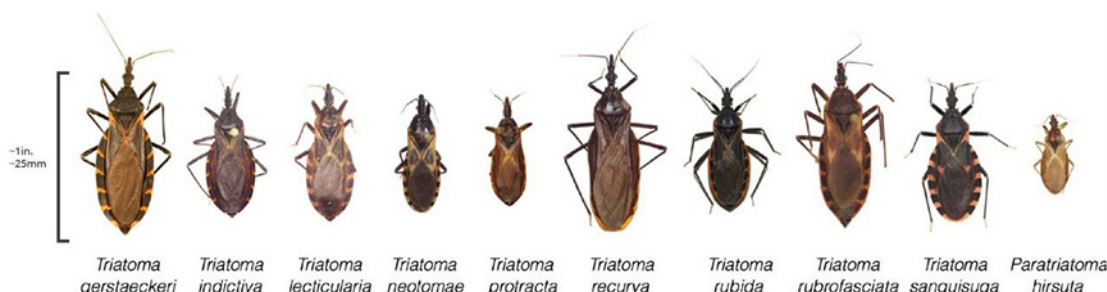 ~1in.
~25mm
Triatoma Triatoma Triatoma Triatoma Triatoma Triatoma Triatoma Triatoma Triatoma Paratriatoma
gerstaeckeri indictiva lecticularia neotomae protracta recurva rubida rubrofasciata sanguisuga hirsuta